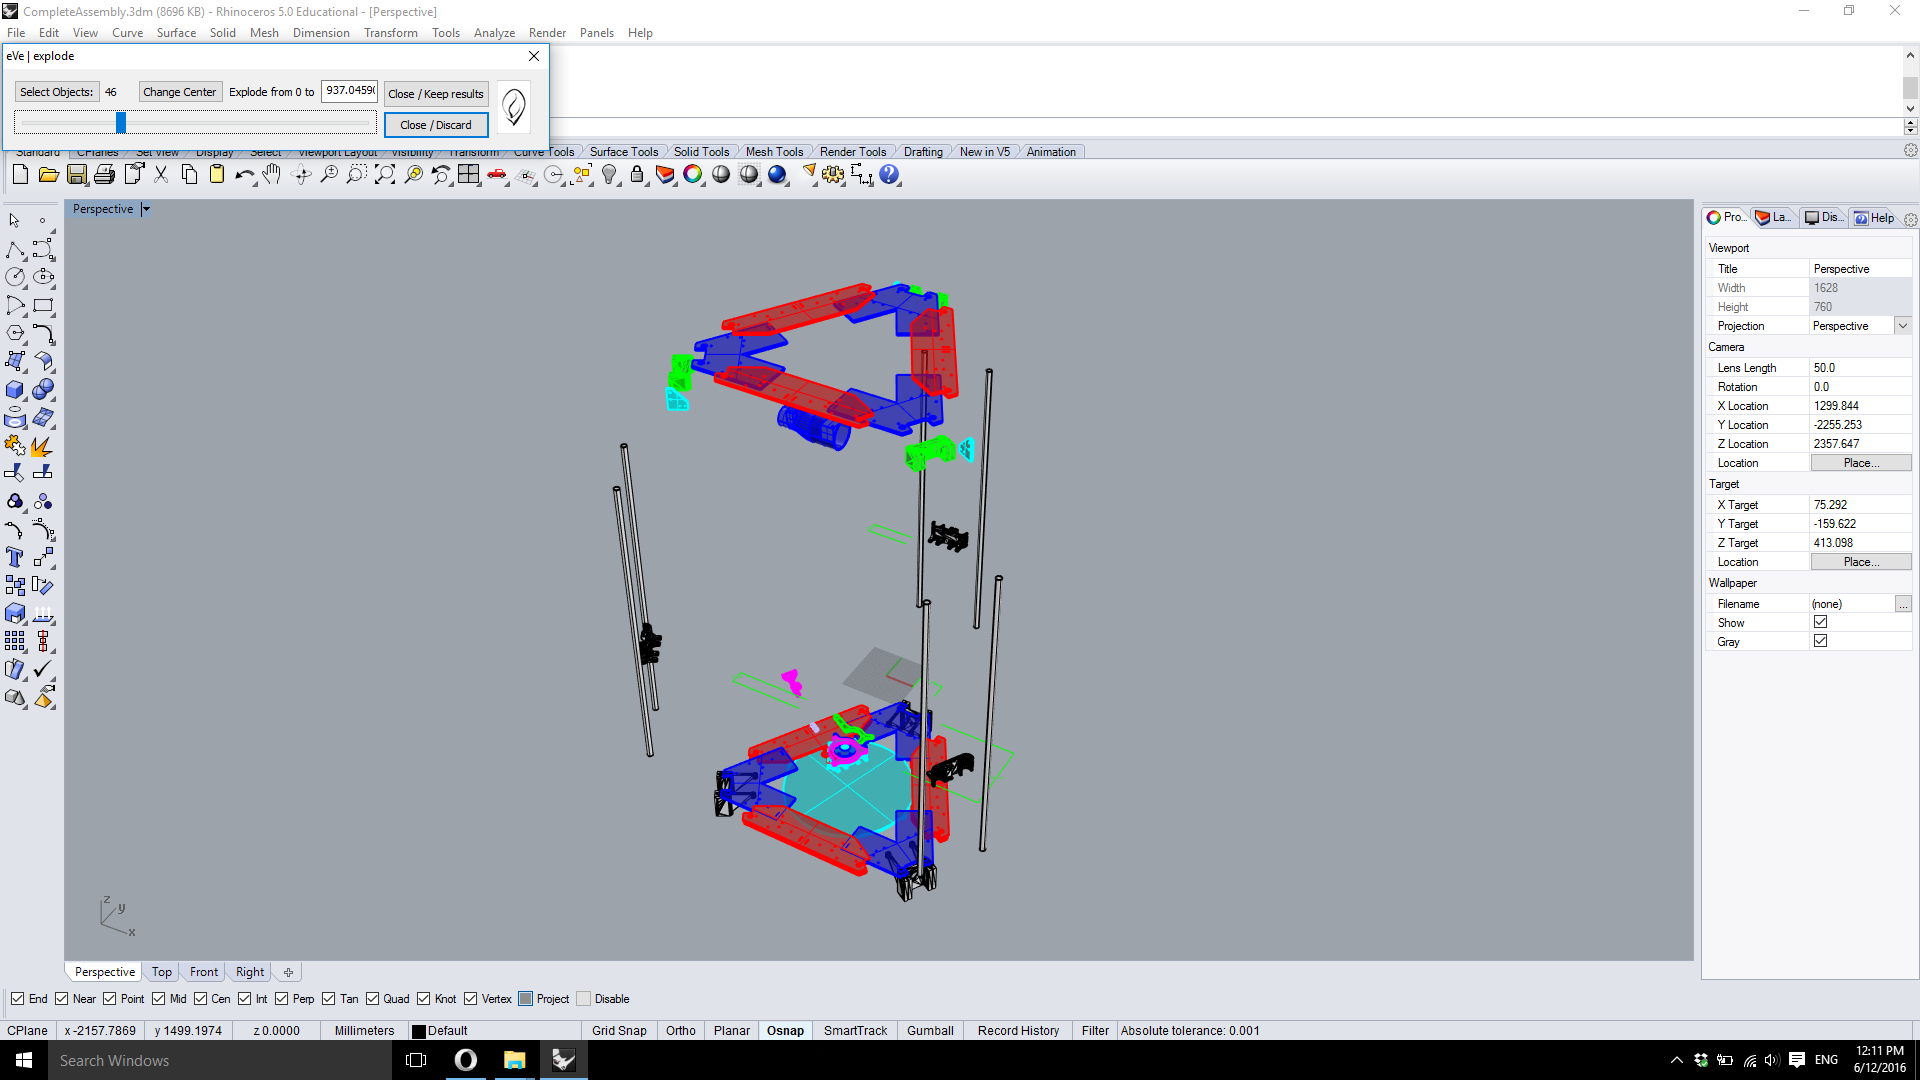 CompleteAssembly.3dm (8696 KB) - Rhinoceros 5.0 Educational - [Perspective]
File Edit View Curve Surface Solid Mesh Dimension Transform Tools Analyze Render Panels Help
eVe | explode
Select Objects: 46 Change Center Explode from 0 to 937.0459 Close / Keep results
Close / Discard
Standard CPlanes Set View Display Select Viewport Layout Visibility Transform Curve Tools Surface Tools Solid Tools Mesh Tools Render Tools Drafting New in V5 Animation
Perspective
Pro... La... Dis... Help
Viewport
Title Perspective
Width 1628
Height 760
Projection Perspective
Camera
Lens Length 50.0
Rotation 0.0
X Location 1299.844
Y Location -2255.253
Z Location 2357.647
Location Place...
Target
X Target 75.292
Y Target -159.622
Z Target 413.098
Location Place...
Wallpaper
Filename (none) ...
Show
Gray
z
y
x
Perspective Top Front Right
End Near Point Mid Cen Int Perp Tan Quad Knot Vertex Project Disable
CPlane x -2157.7869 y 1499.1974 z 0.0000 Millimeters Default Grid Snap Ortho Planar Osnap SmartTrack Gumball Record History Filter Absolute tolerance: 0.001
Search Windows
ENG
12:11 PM
6/12/2016